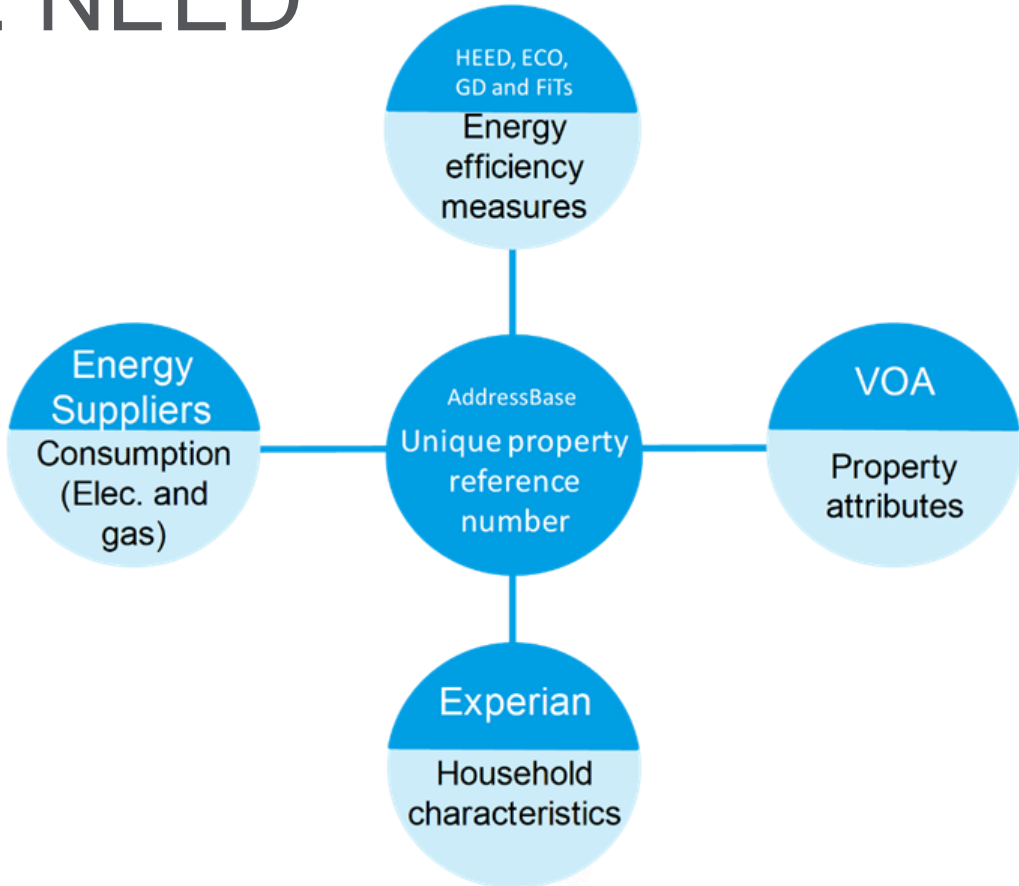 NEED
HEED, ECO,
GD and FiTs
Energy
efficiency
measures
Energy
Suppliers
Consumption
(Elec. and
gas)
AddressBase
Unique property
reference
number
VOA
Property
attributes
Experian
Household
characteristics